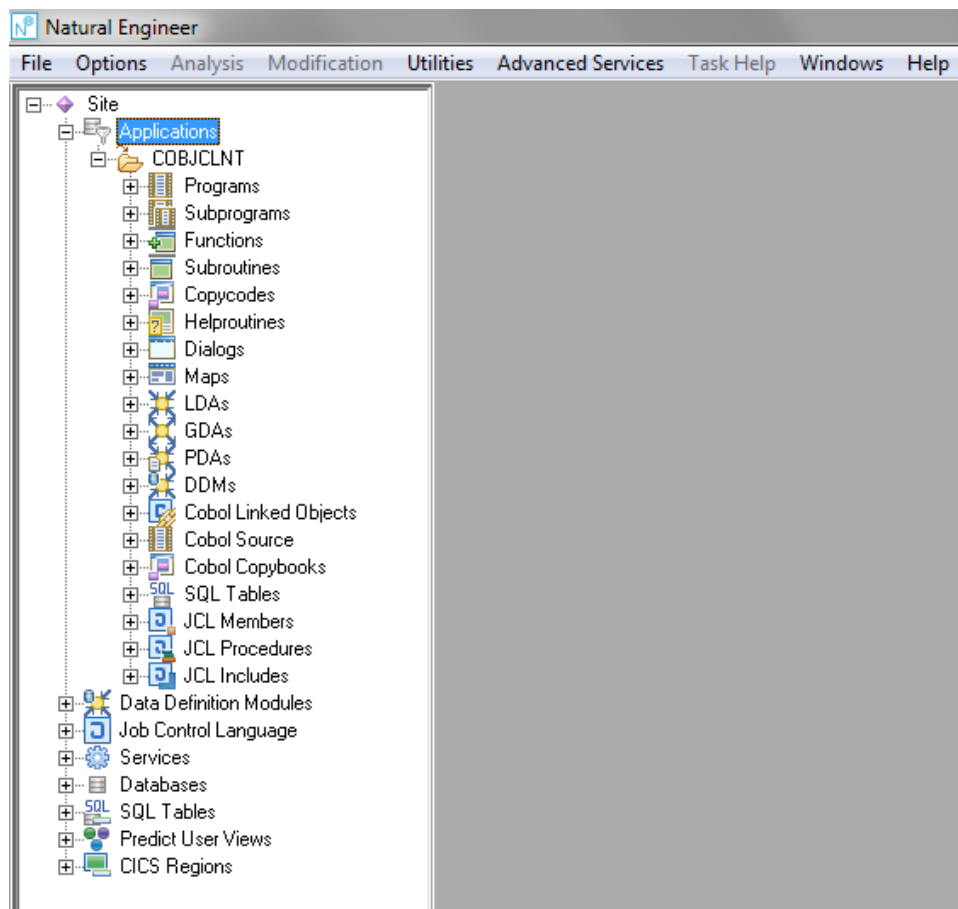 Natural Engineer
File Options Analysis Modification Utilities Advanced Services Task Help Windows Help
Site
Applications
COBJCLNT
Programs
Subprograms
Functions
Subroutines
Copycodes
Helproutines
Dialogs
Maps
LDAs
GDAs
PDAs
DDMs
Cobol Linked Objects
Cobol Source
Cobol Copybooks
SQL SQL Tables
JCL Members
JCL Procedures
JCL Includes
Data Definition Modules
Job Control Language
Services
Databases
SQL SQL Tables
Predict User Views
CICS Regions